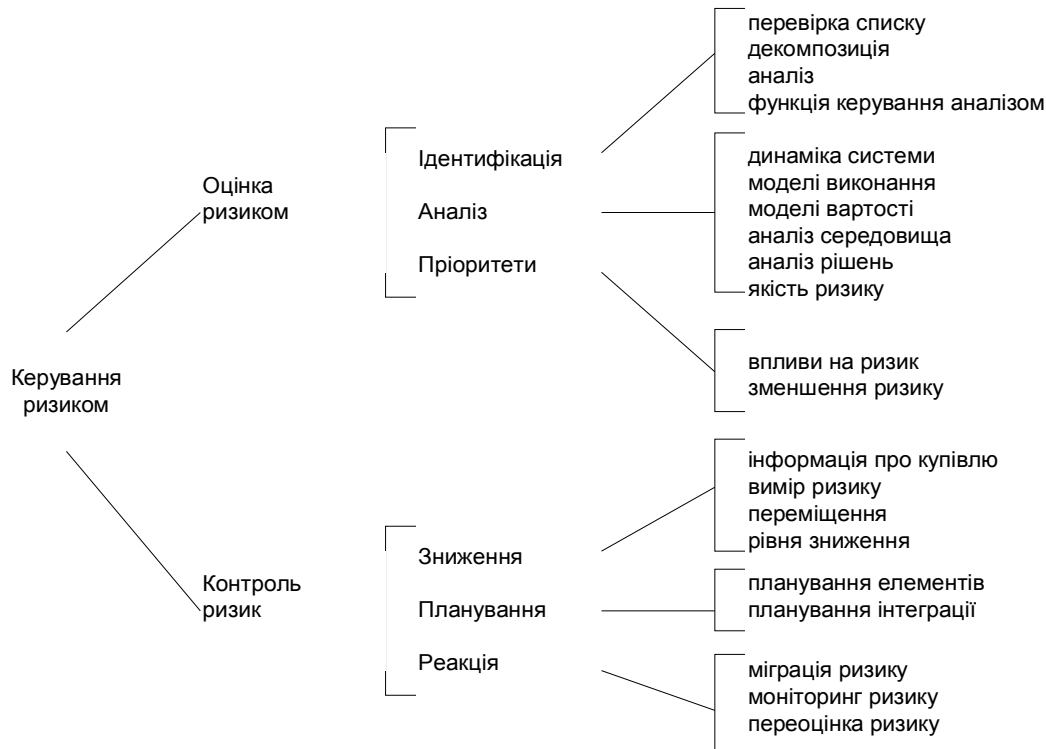 Керування
ризиком
Оцінка
ризиком
Ідентифікація
Аналіз
Пріоритети
перевірка списку
декомпозиція
аналіз
функція керування аналізом
динаміка системи
моделі виконання
моделі вартості
аналіз середовища
аналіз рішень
якість ризику
впливи на ризик
зменшення ризику
Контроль
ризик
Зниження
Планування
Реакція
інформація про купівлю
вимір ризику
переміщення
рівня зниження
планування елементів
планування інтеграції
міграція ризику
моніторинг ризику
переоцінка ризику